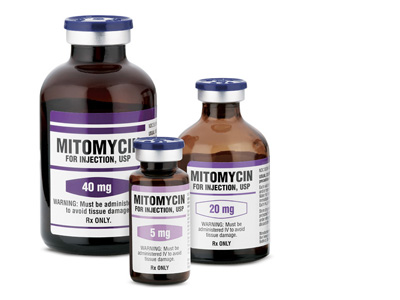 MITOMYCIN
FOR INJECTION, USP
40 mg
WARNING: Must be administe
to avoid tissue damage.
Rx ONLY.
MITOMYCIN
FOR INJECTION, USP
5 mg
WARNING: Must be
administered IV to avoid
tissue damage.
Rx ONLY
MITOMYCIN
FOR INJECTION, USP
20 mg
WARNING: Must be
administered IV to avoid
tissue damage.
Rx ONLY